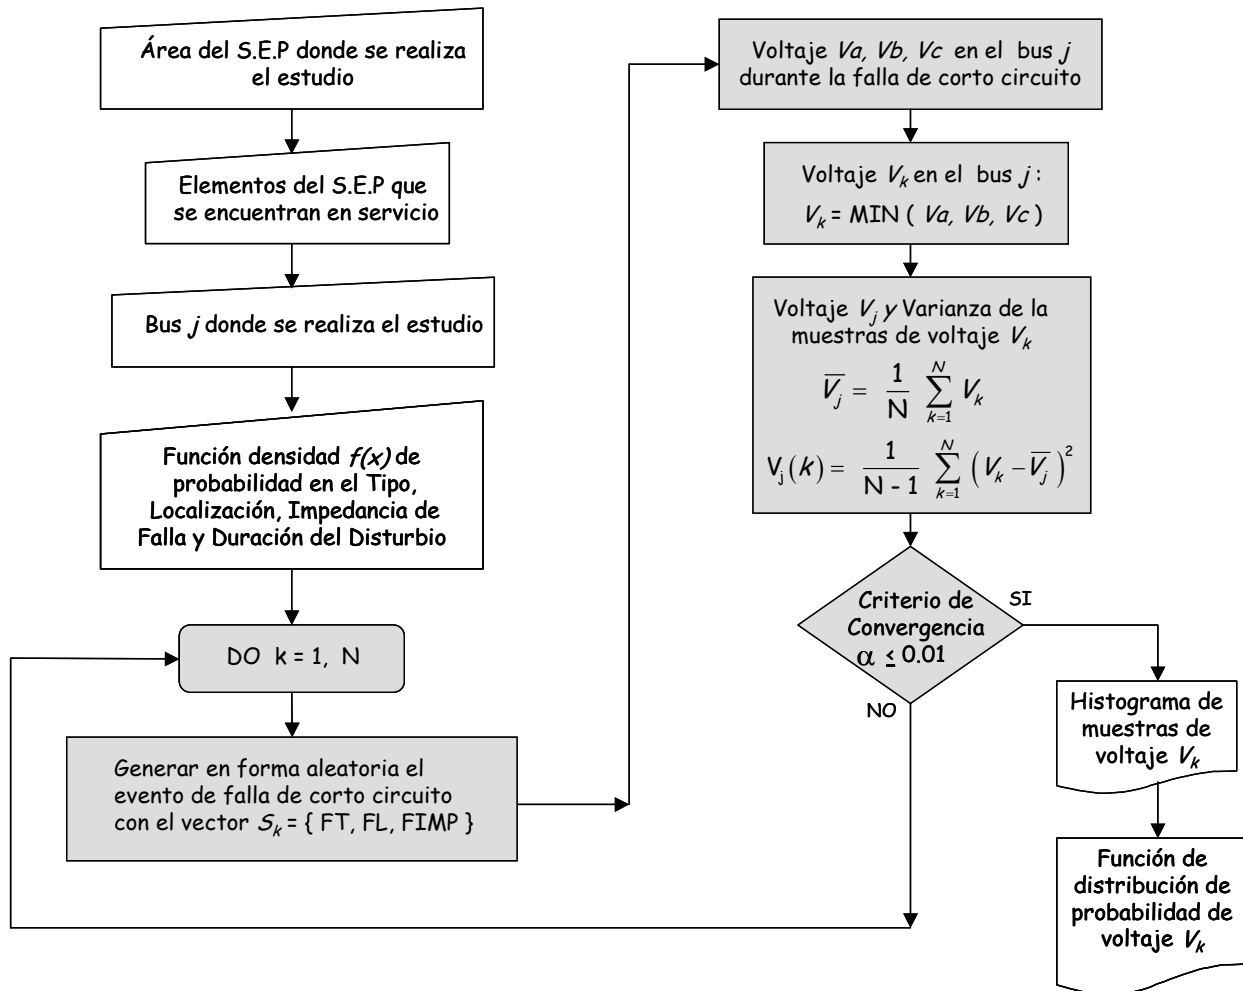 Área del S.E.P donde se realiza
el estudio
Elementos del S.E.P que
se encuentran en servicio
Bus j donde se realiza el estudio
Función densidad f(x) de
probabilidad en el Tipo,
Localización, Impedancia de
Falla y Duración del Disturbio
DO k = 1, N
Generar en forma aleatoria el
evento de falla de corto circuito
con el vector Sₖ = { FT, FL, FIMP }
Voltaje Va, Vb, Vc en el bus j
durante la falla de corto circuito
Voltaje Vₖ en el bus j :
Vₖ = MIN ( Va, Vb, Vc )
Voltaje Vⱼ y Varianza de la
muestras de voltaje Vₖ
V̅ⱼ = 1/N ∑_{k=1}^{N} Vₖ
Vⱼ(k) = 1/(N - 1) ∑_{k=1}^{N} (Vₖ − V̅ⱼ)²
Criterio de
Convergencia
α ≤ 0.01
SI
NO
Histograma de
muestras de
voltaje Vₖ
Función de
distribución de
probabilidad de
voltaje Vₖ